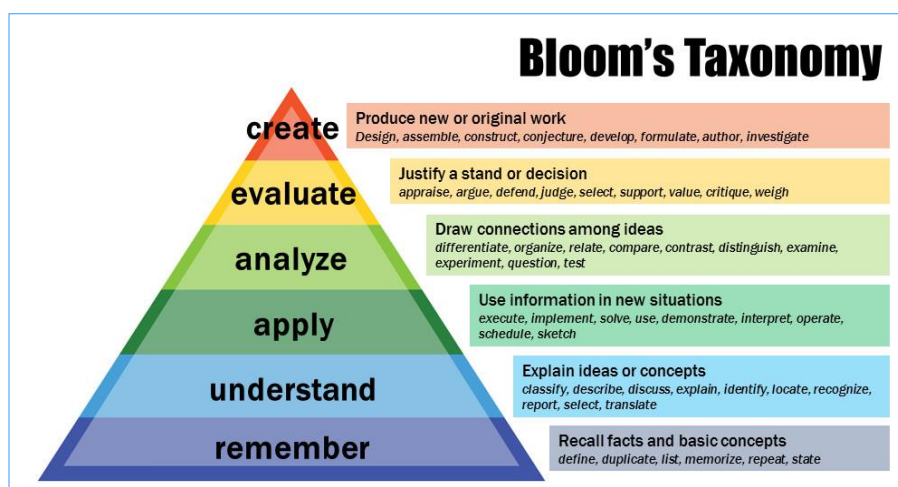 Bloom's Taxonomy
create
Produce new or original work
Design, assemble, construct, conjecture, develop, formulate, author, investigate
evaluate
Justify a stand or decision
appraise, argue, defend, judge, select, support, value, critique, weigh
analyze
Draw connections among ideas
differentiate, organize, relate, compare, contrast, distinguish, examine,
experiment, question, test
apply
Use information in new situations
execute, implement, solve, use, demonstrate, interpret, operate,
schedule, sketch
understand
Explain ideas or concepts
classify, describe, discuss, explain, identify, locate, recognize,
report, select, translate
remember
Recall facts and basic concepts
define, duplicate, list, memorize, repeat, state